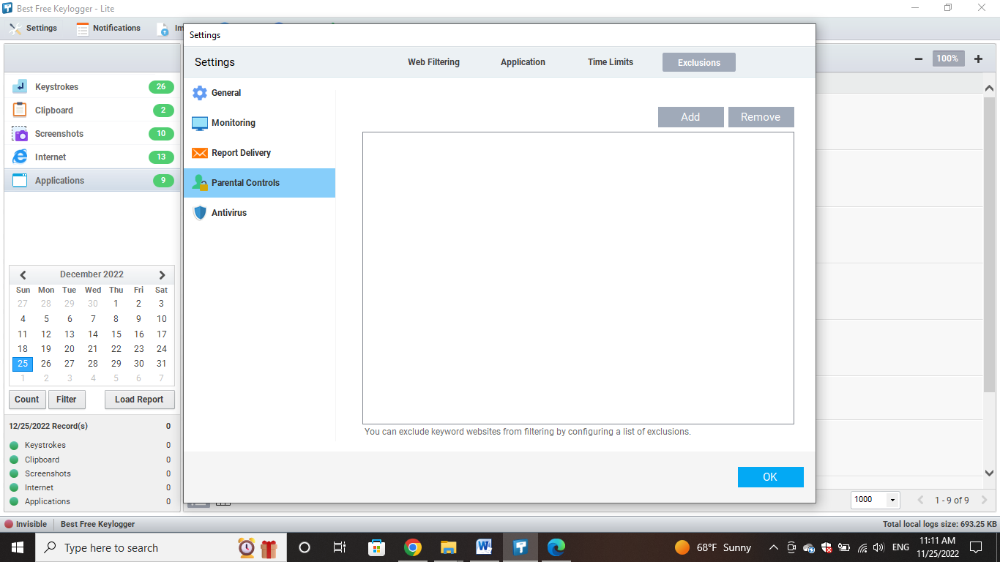 Best Free Keylogger - Lite
Settings
Notifications
Im
Settings
Settings
Web Filtering
Application
Time Limits
Exclusions
100%
General
Monitoring
Report Delivery
Parental Controls
Antivirus
Add
Remove
You can exclude keyword websites from filtering by configuring a list of exclusions.
OK
Keystrokes 26
Clipboard 2
Screenshots 10
Internet 13
Applications 9
December 2022
Sun Mon Tue Wed Thu Fri Sat
27 28 29 30 1 2 3
4 5 6 7 8 9 10
11 12 13 14 15 16 17
18 19 20 21 22 23 24
25 26 27 28 29 30 31
1 2 3 4 5 6 7
Count Filter Load Report
12/25/2022 Record(s) 0
Keystrokes 0
Clipboard 0
Screenshots 0
Internet 0
Applications 0
1000
1 - 9 of 9
Invisible Best Free Keylogger
Total local logs size: 693.25 KB
Type here to search
68°F Sunny
ENG
11:11 AM
11/25/2022